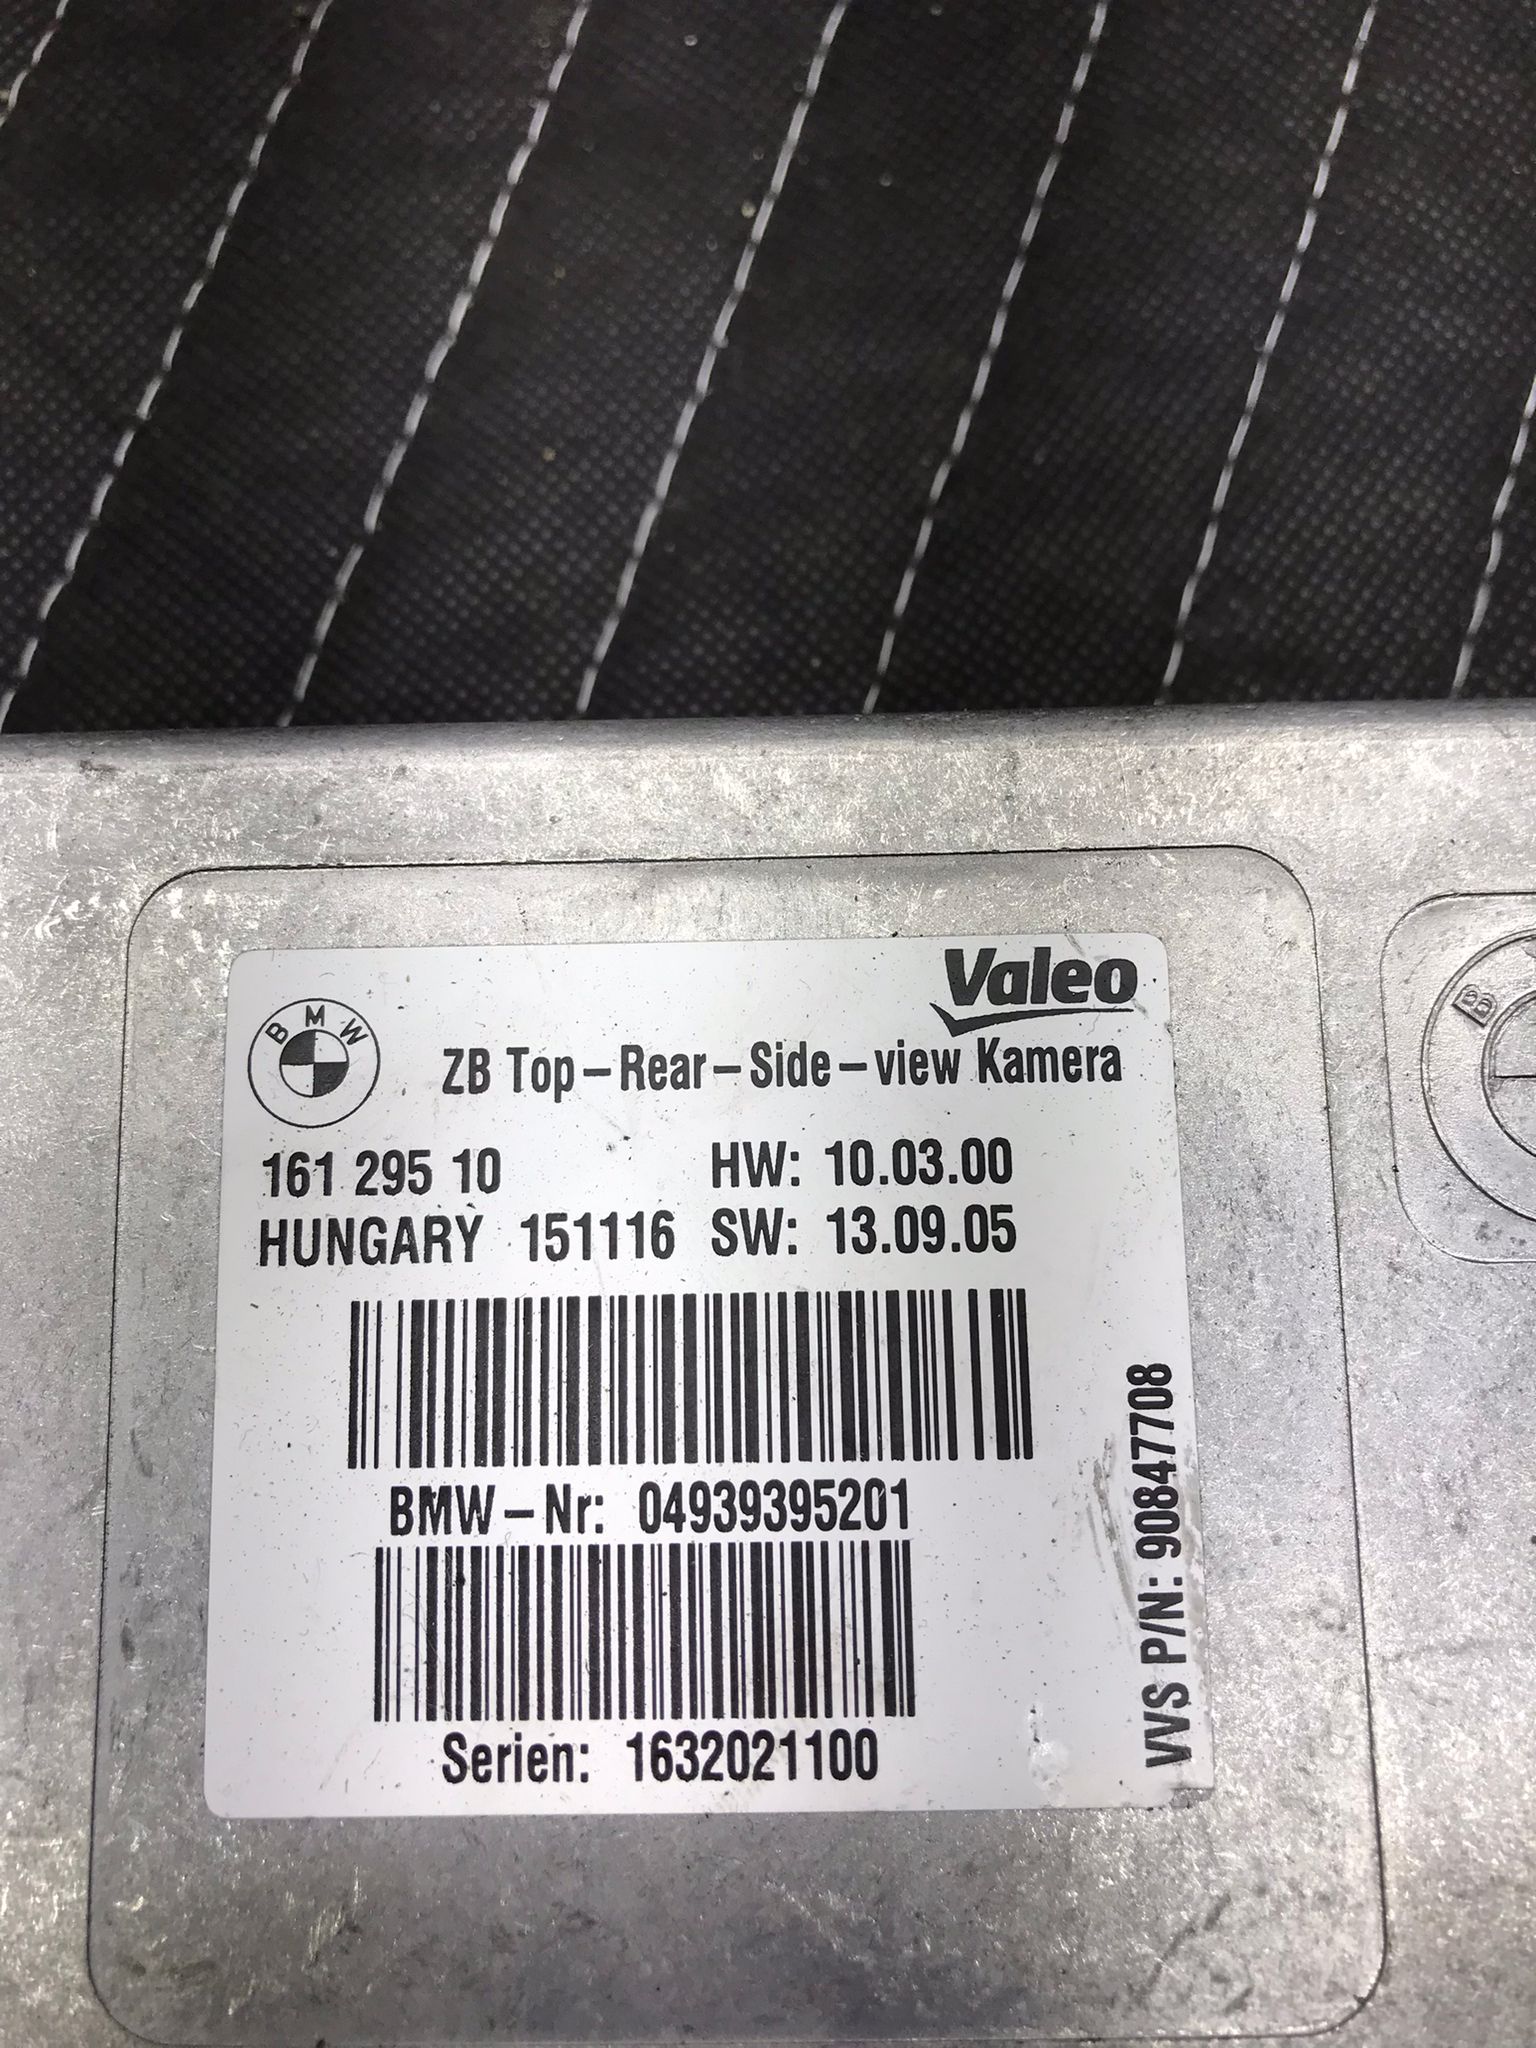 Valeo
BMW
ZB Top-Rear-Side-view Kamera
161 295 10 HW: 10.03.00
HUNGARY 151116 SW: 13.09.05
BMW-Nr: 04939395201
Serien: 1632021100
VVS P/N: 90847708
B